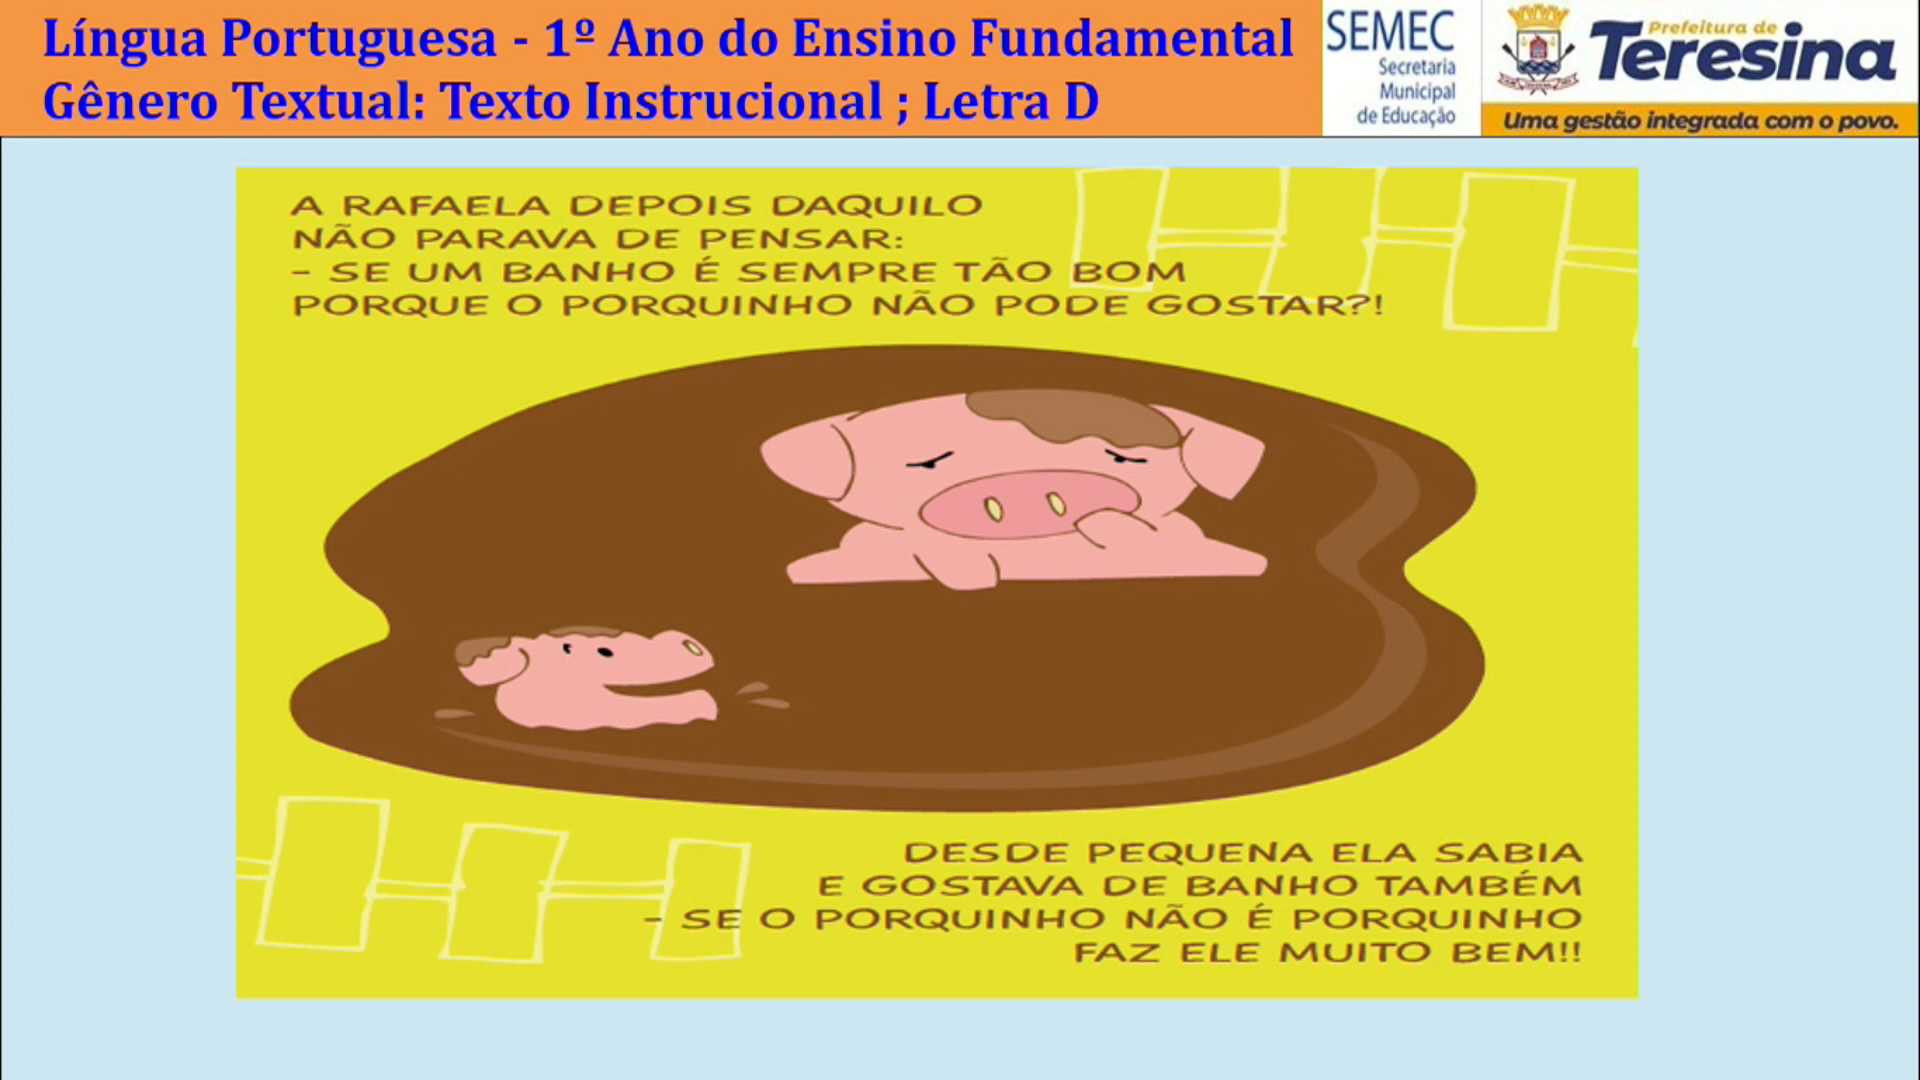 Língua Portuguesa - 1º Ano do Ensino Fundamental
Gênero Textual: Texto Instrucional ; Letra D
SEMEC
Secretaria
Municipal
de Educação
Prefeitura de
Teresina
Uma gestão integrada com o povo.
A RAFAELA DEPOIS DAQUILO
NÃO PARAVA DE PENSAR:
- SE UM BANHO É SEMPRE TÃO BOM
PORQUE O PORQUINHO NÃO PODE GOSTAR?!
DESDE PEQUENA ELA SABIA
E GOSTAVA DE BANHO TAMBÉM
- SE O PORQUINHO NÃO É PORQUINHO
FAZ ELE MUITO BEM!!